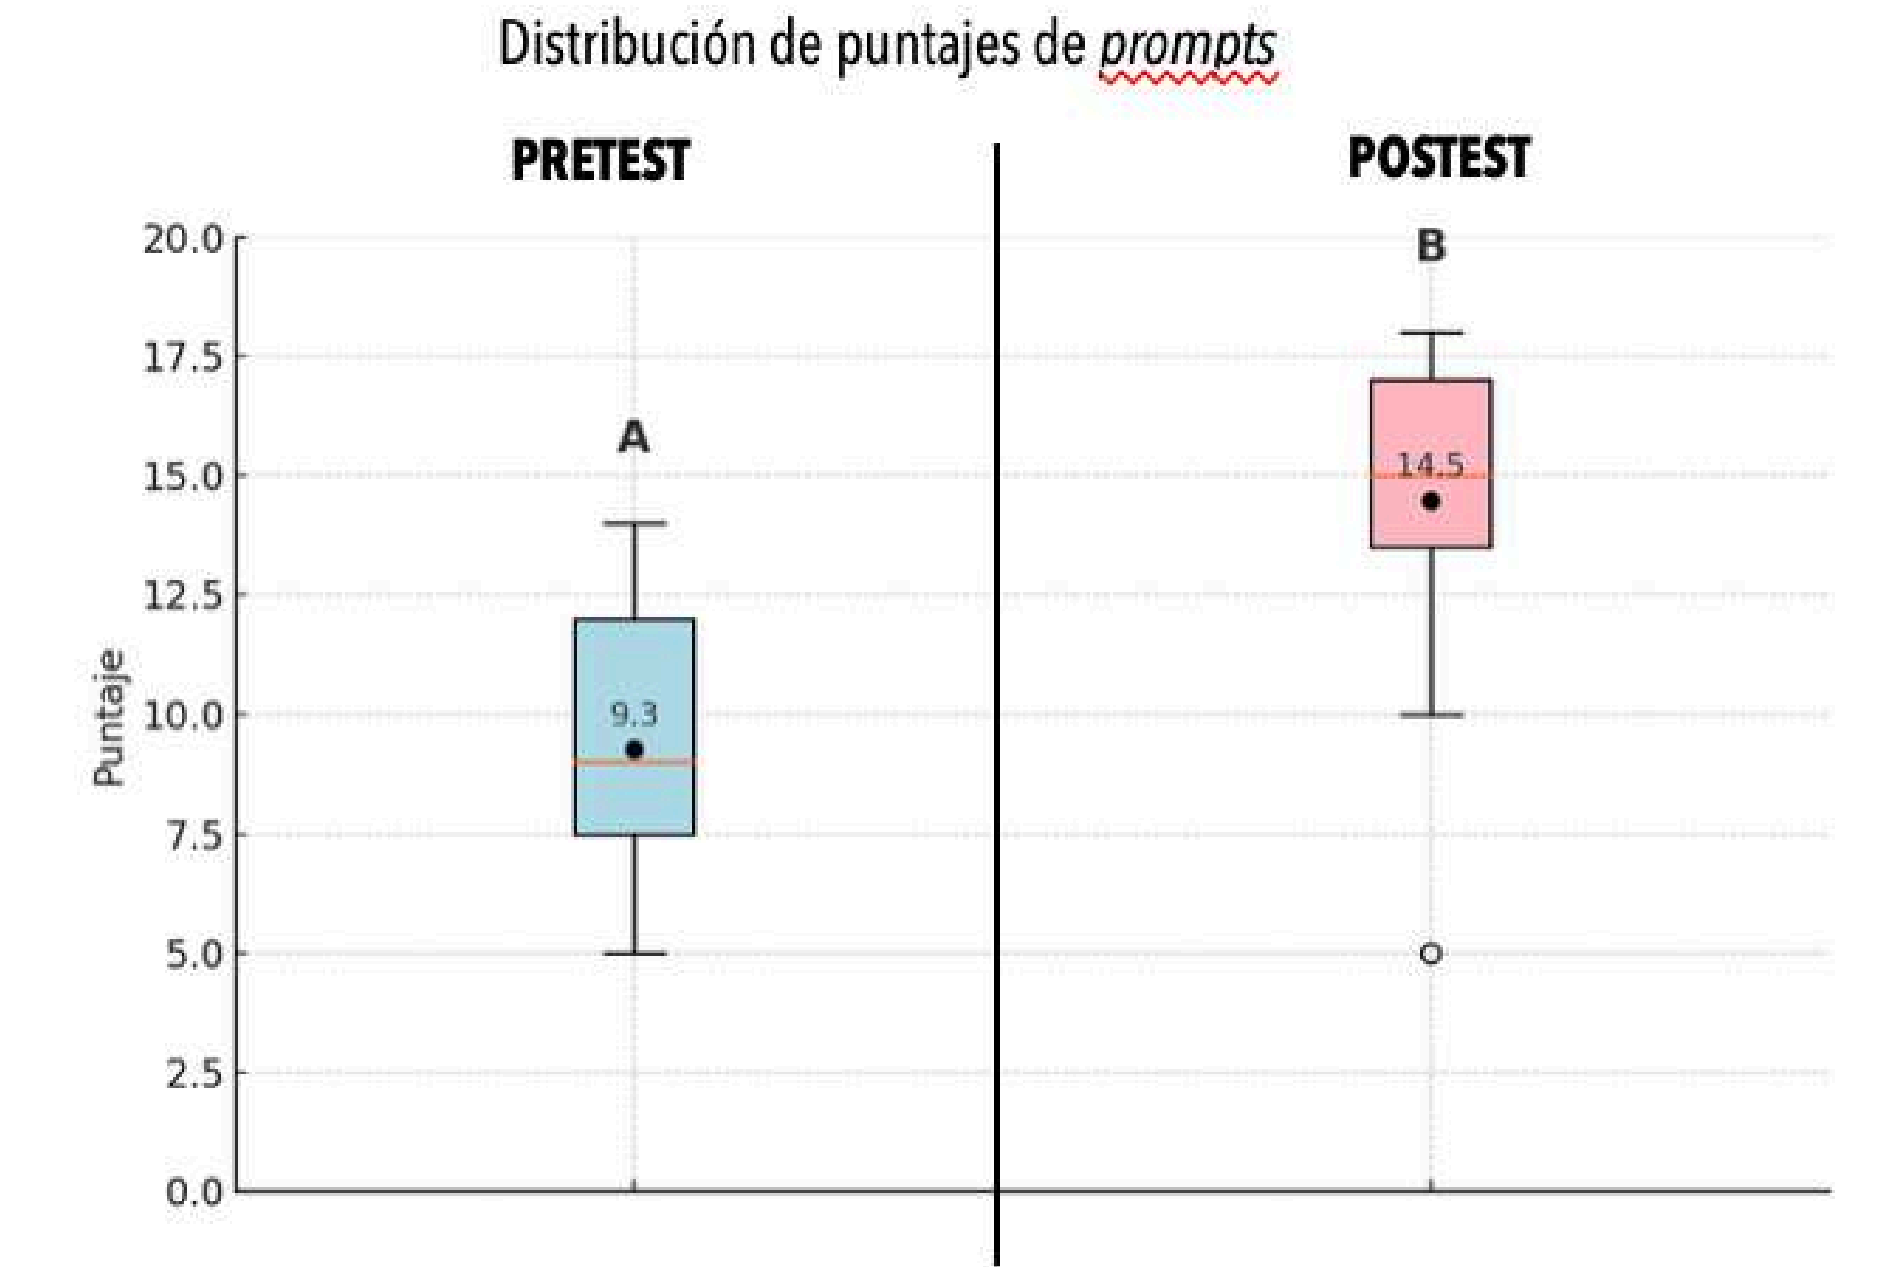 Distribución de puntajes de prompts
PRETEST
POSTEST
20.0
17.5
15.0
12.5
10.0
7.5
5.0
2.5
0.0
Puntaje
A
9.3
B
14.5